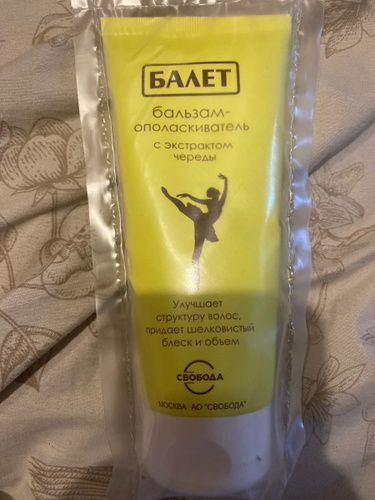 БАЛЕТ
бальзам-
ополаскиватель
с экстрактом
череды
Улучшает
структуру волос,
придает шелковистый
блеск и объем
СВОБОДА
МОСКВА АО "СВОБОДА"